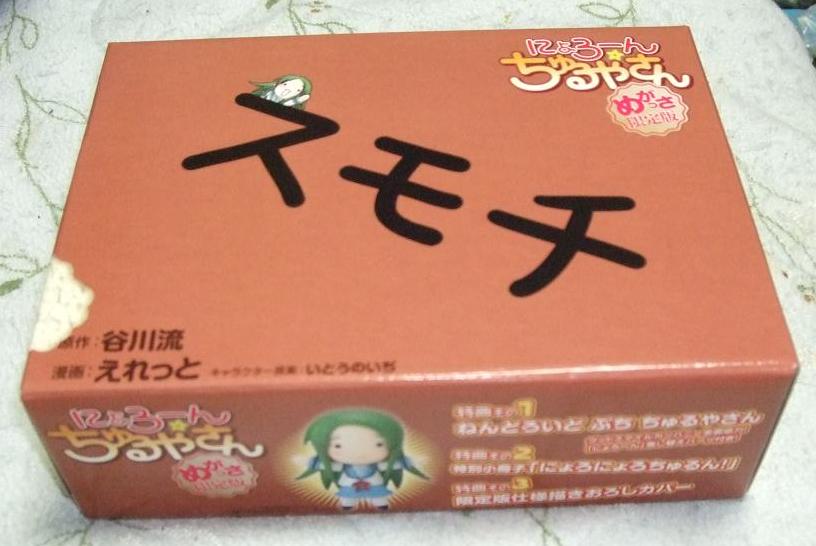 にょろーん
ちゅるやさん
めがっさ
限定版
スモチ
原作：谷川流
漫画：えれっと キャラクター原案：いとうのいぢ
にょろーん
ちゅるやさん
めがっさ
限定版
特典その1
ねんどろいど ぷち ちゅるやさん
特典その2
特別小冊子「にょろにょろちゅるん!」
特典その3
限定版仕様描きおろしカバー